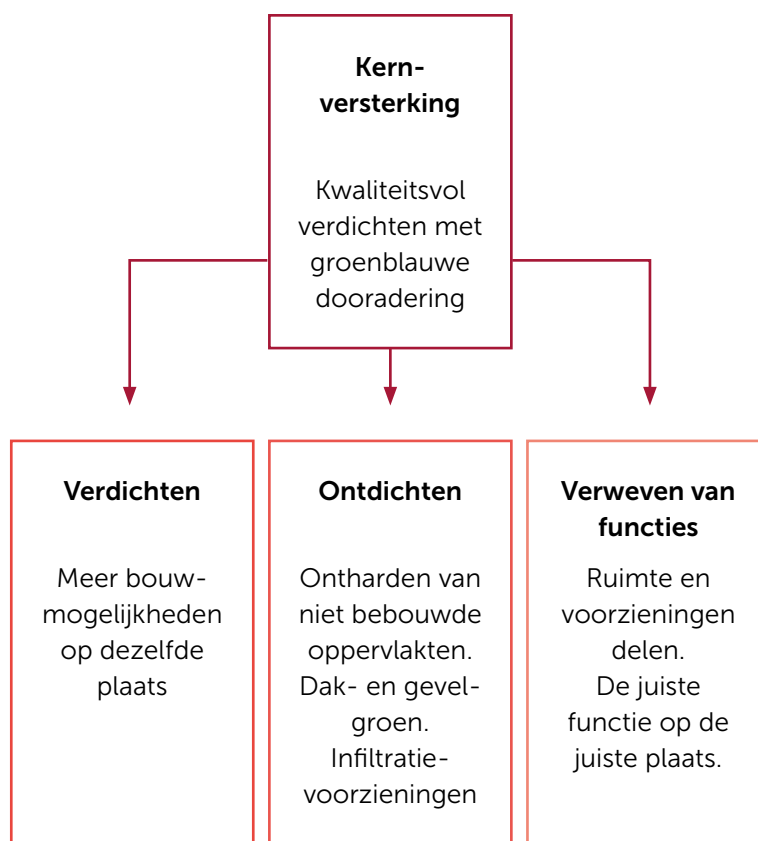 Kern-
versterking
Kwaliteitsvol
verdichten met
groenblauwe
dooradering
Verdichten
Meer bouw-
mogelijkheden
op dezelfde
plaats
Ontdichten
Ontharden van
niet bebouwde
oppervlakten.
Dak- en gevel-
groen.
Infiltratie-
voorzieningen
Verweven van
functies
Ruimte en
voorzieningen
delen.
De juiste
functie op de
juiste plaats.